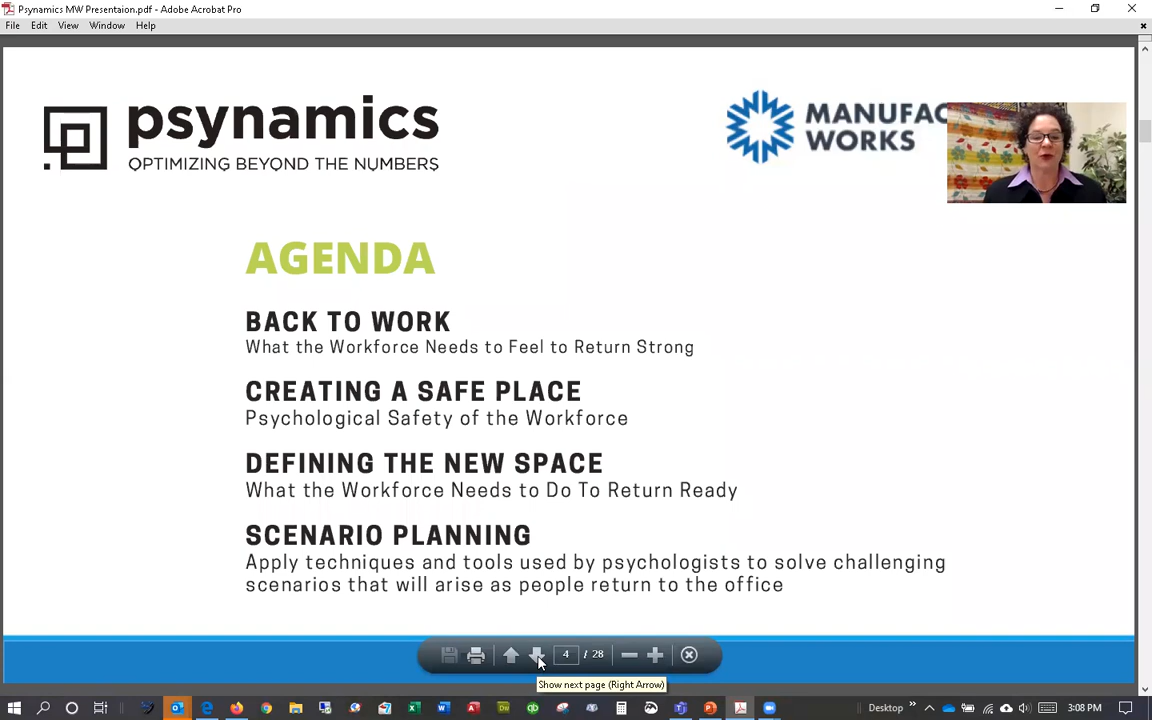 Psynamics MW Presentaion.pdf - Adobe Acrobat Pro
File Edit View Window Help
psynamics
OPTIMIZING BEYOND THE NUMBERS
MANUFAC
WORKS
AGENDA
BACK TO WORK
What the Workforce Needs to Feel to Return Strong
CREATING A SAFE PLACE
Psychological Safety of the Workforce
DEFINING THE NEW SPACE
What the Workforce Needs to Do To Return Ready
SCENARIO PLANNING
Apply techniques and tools used by psychologists to solve challenging
scenarios that will arise as people return to the office
4 / 28
Show next page (Right Arrow)
Desktop
3:08 PM